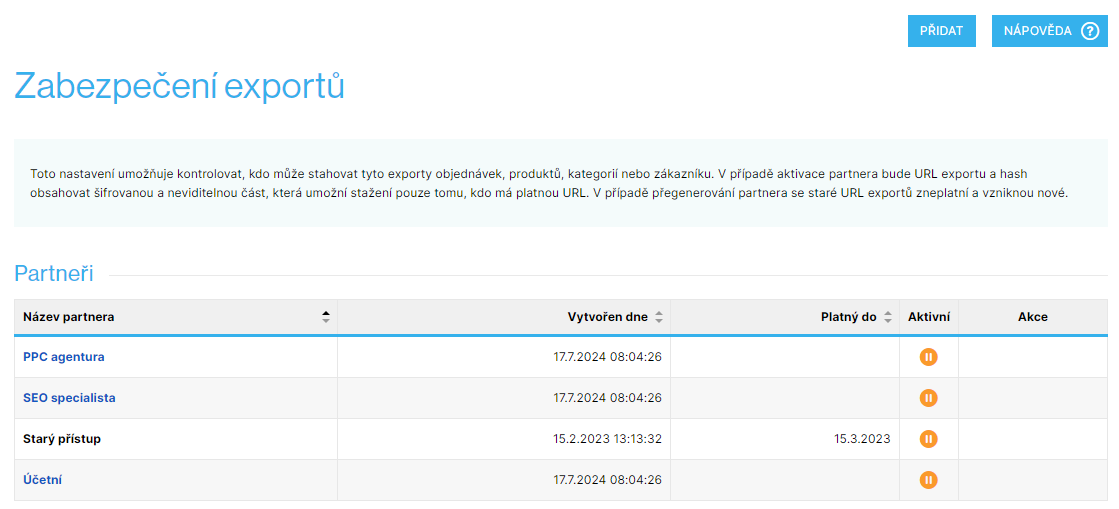 PŘIDAT NÁPOVĚDA ?
Zabezpečení exportů
Toto nastavení umožňuje kontrolovat, kdo může stahovat tyto exporty objednávek, produktů, kategorií nebo zákazníku. V případě aktivace partnera bude URL exportu a hash
obsahovat šifrovanou a neviditelnou část, která umožní stažení pouze tomu, kdo má platnou URL. V případě přegenerování partnera se staré URL exportů zneplatní a vzniknou nové.
Partneři
Název partnera Vytvořen dne Platný do Aktivní Akce
PPC agentura 17.7.2024 08:04:26
SEO specialista 17.7.2024 08:04:26
Starý přístup 15.2.2023 13:13:32 15.3.2023
Účetní 17.7.2024 08:04:26